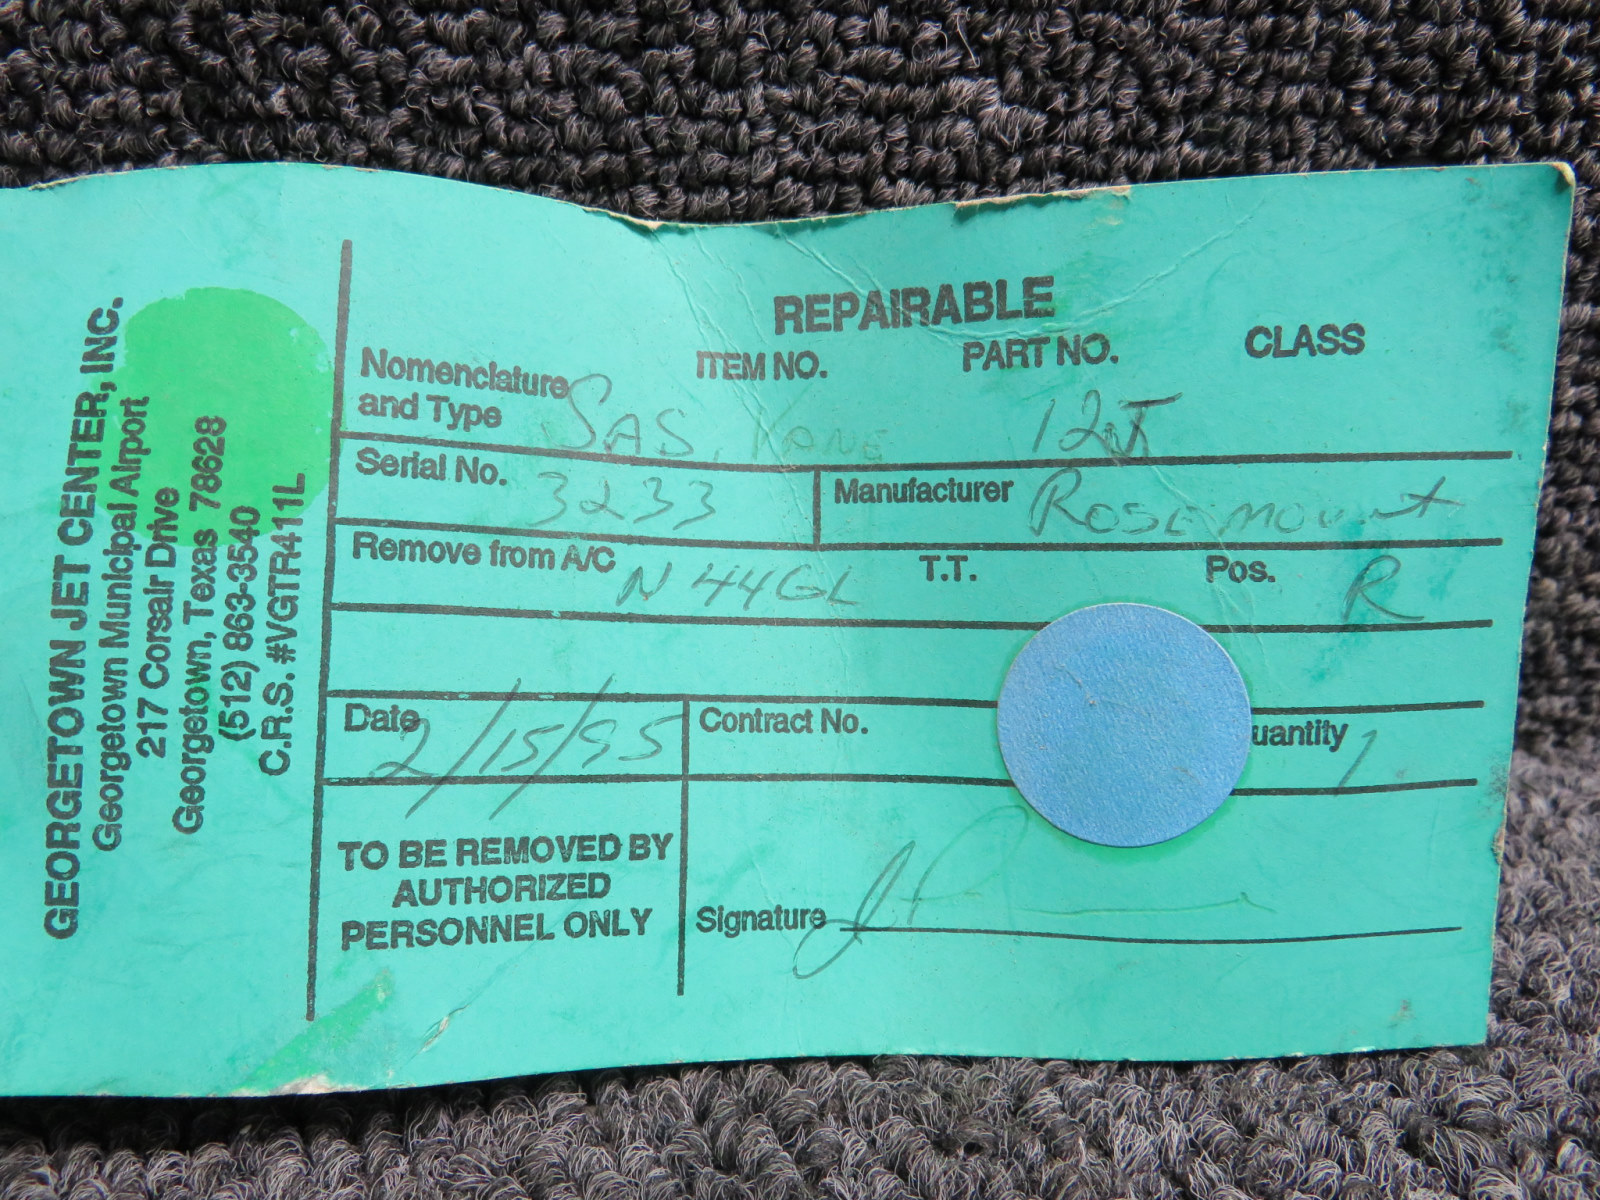 GEORGETOWN JET CENTER, INC.
Georgetown Municipal Airport
217 Corsair Drive
Georgetown, Texas 78628
(512) 863-3540
C.R.S. #VGTR411L
REPAIRABLE
ITEM NO. PART NO. CLASS
Nomenclature and Type SAS, VANE
Serial No. 3233 Manufacturer ROSEMOUNT
Remove from A/C N44GL T.T. Pos. R
Date 2/15/95 Contract No. uantity 1
TO BE REMOVED BY
AUTHORIZED
PERSONNEL ONLY
Signature